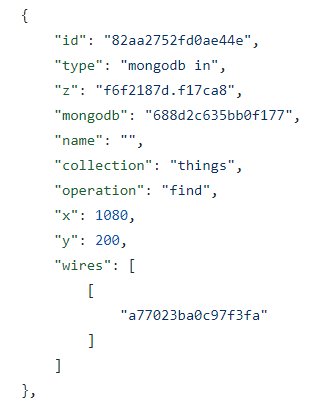 {
    "id": "82aa2752fd0ae44e",
    "type": "mongodb in",
    "z": "f6f2187d.f17ca8",
    "mongodb": "688d2c635bb0f177",
    "name": "",
    "collection": "things",
    "operation": "find",
    "x": 1080,
    "y": 200,
    "wires": [
        [
            "a77023ba0c97f3fa"
        ]
    ]
},